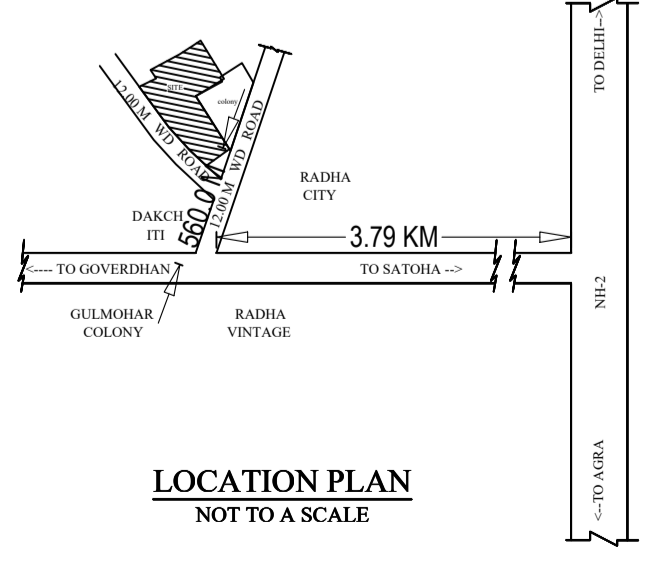 TO DELHI-->
SITE
colony
12.00 M WD ROAD
12.00 M WD ROAD
RADHA
CITY
DAKCH
ITI
560.0 M
3.79 KM
<---- TO GOVERDHAN
TO SATOHA -->
NH-2
GULMOHAR
COLONY
RADHA
VINTAGE
<--TO AGRA
LOCATION PLAN
NOT TO A SCALE